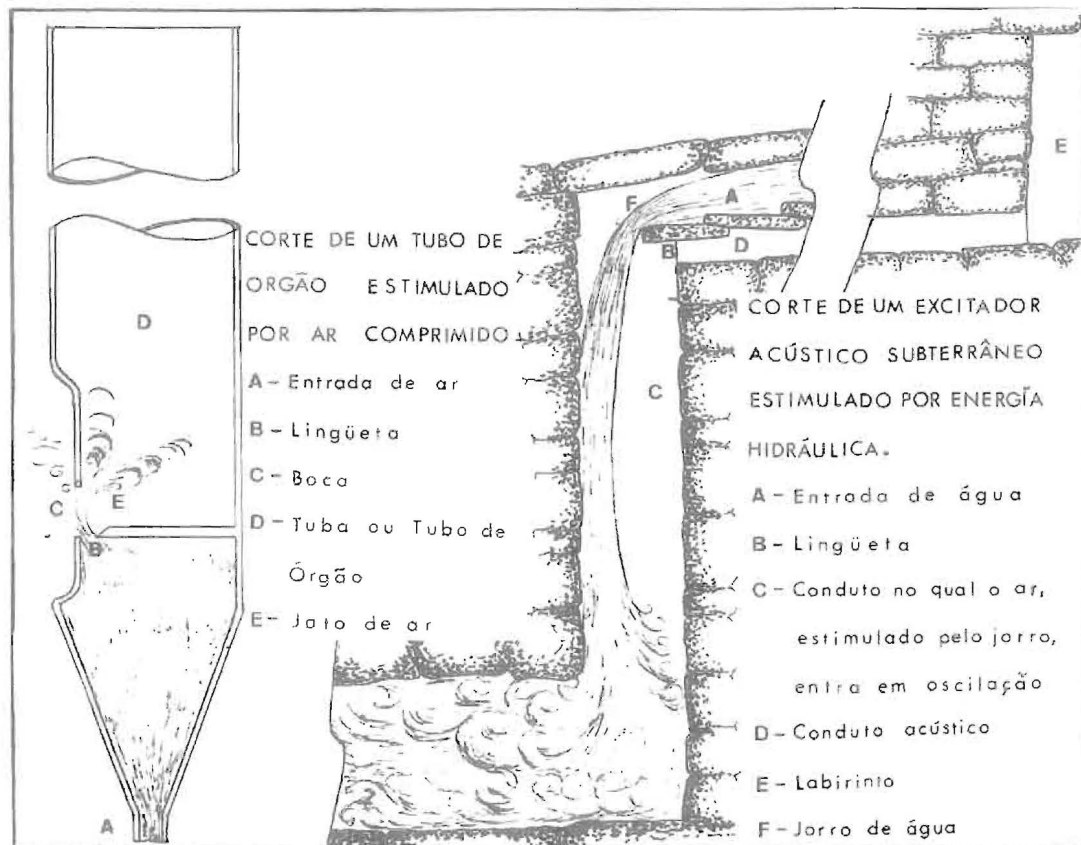 CORTE DE UM TUBO DE
ORGÃO ESTIMULADO
POR AR COMPRIMIDO
A – Entrada de ar
B – Lingüeta
C – Boca
D – Tuba ou Tubo de
Órgão
E – Jato de ar
D
C
E
B
A
F
A
B
D
C
E
CORTE DE UM EXCITADOR
ACÚSTICO SUBTERRÂNEO
ESTIMULADO POR ENERGÍA
HIDRÁULICA.
A – Entrada de água
B – Lingüeta
C – Conduto no qual o ar,
estimulado pelo jorro,
entra em oscilação
D – Conduto acústico
E – Labirinto
F – Jorro de água